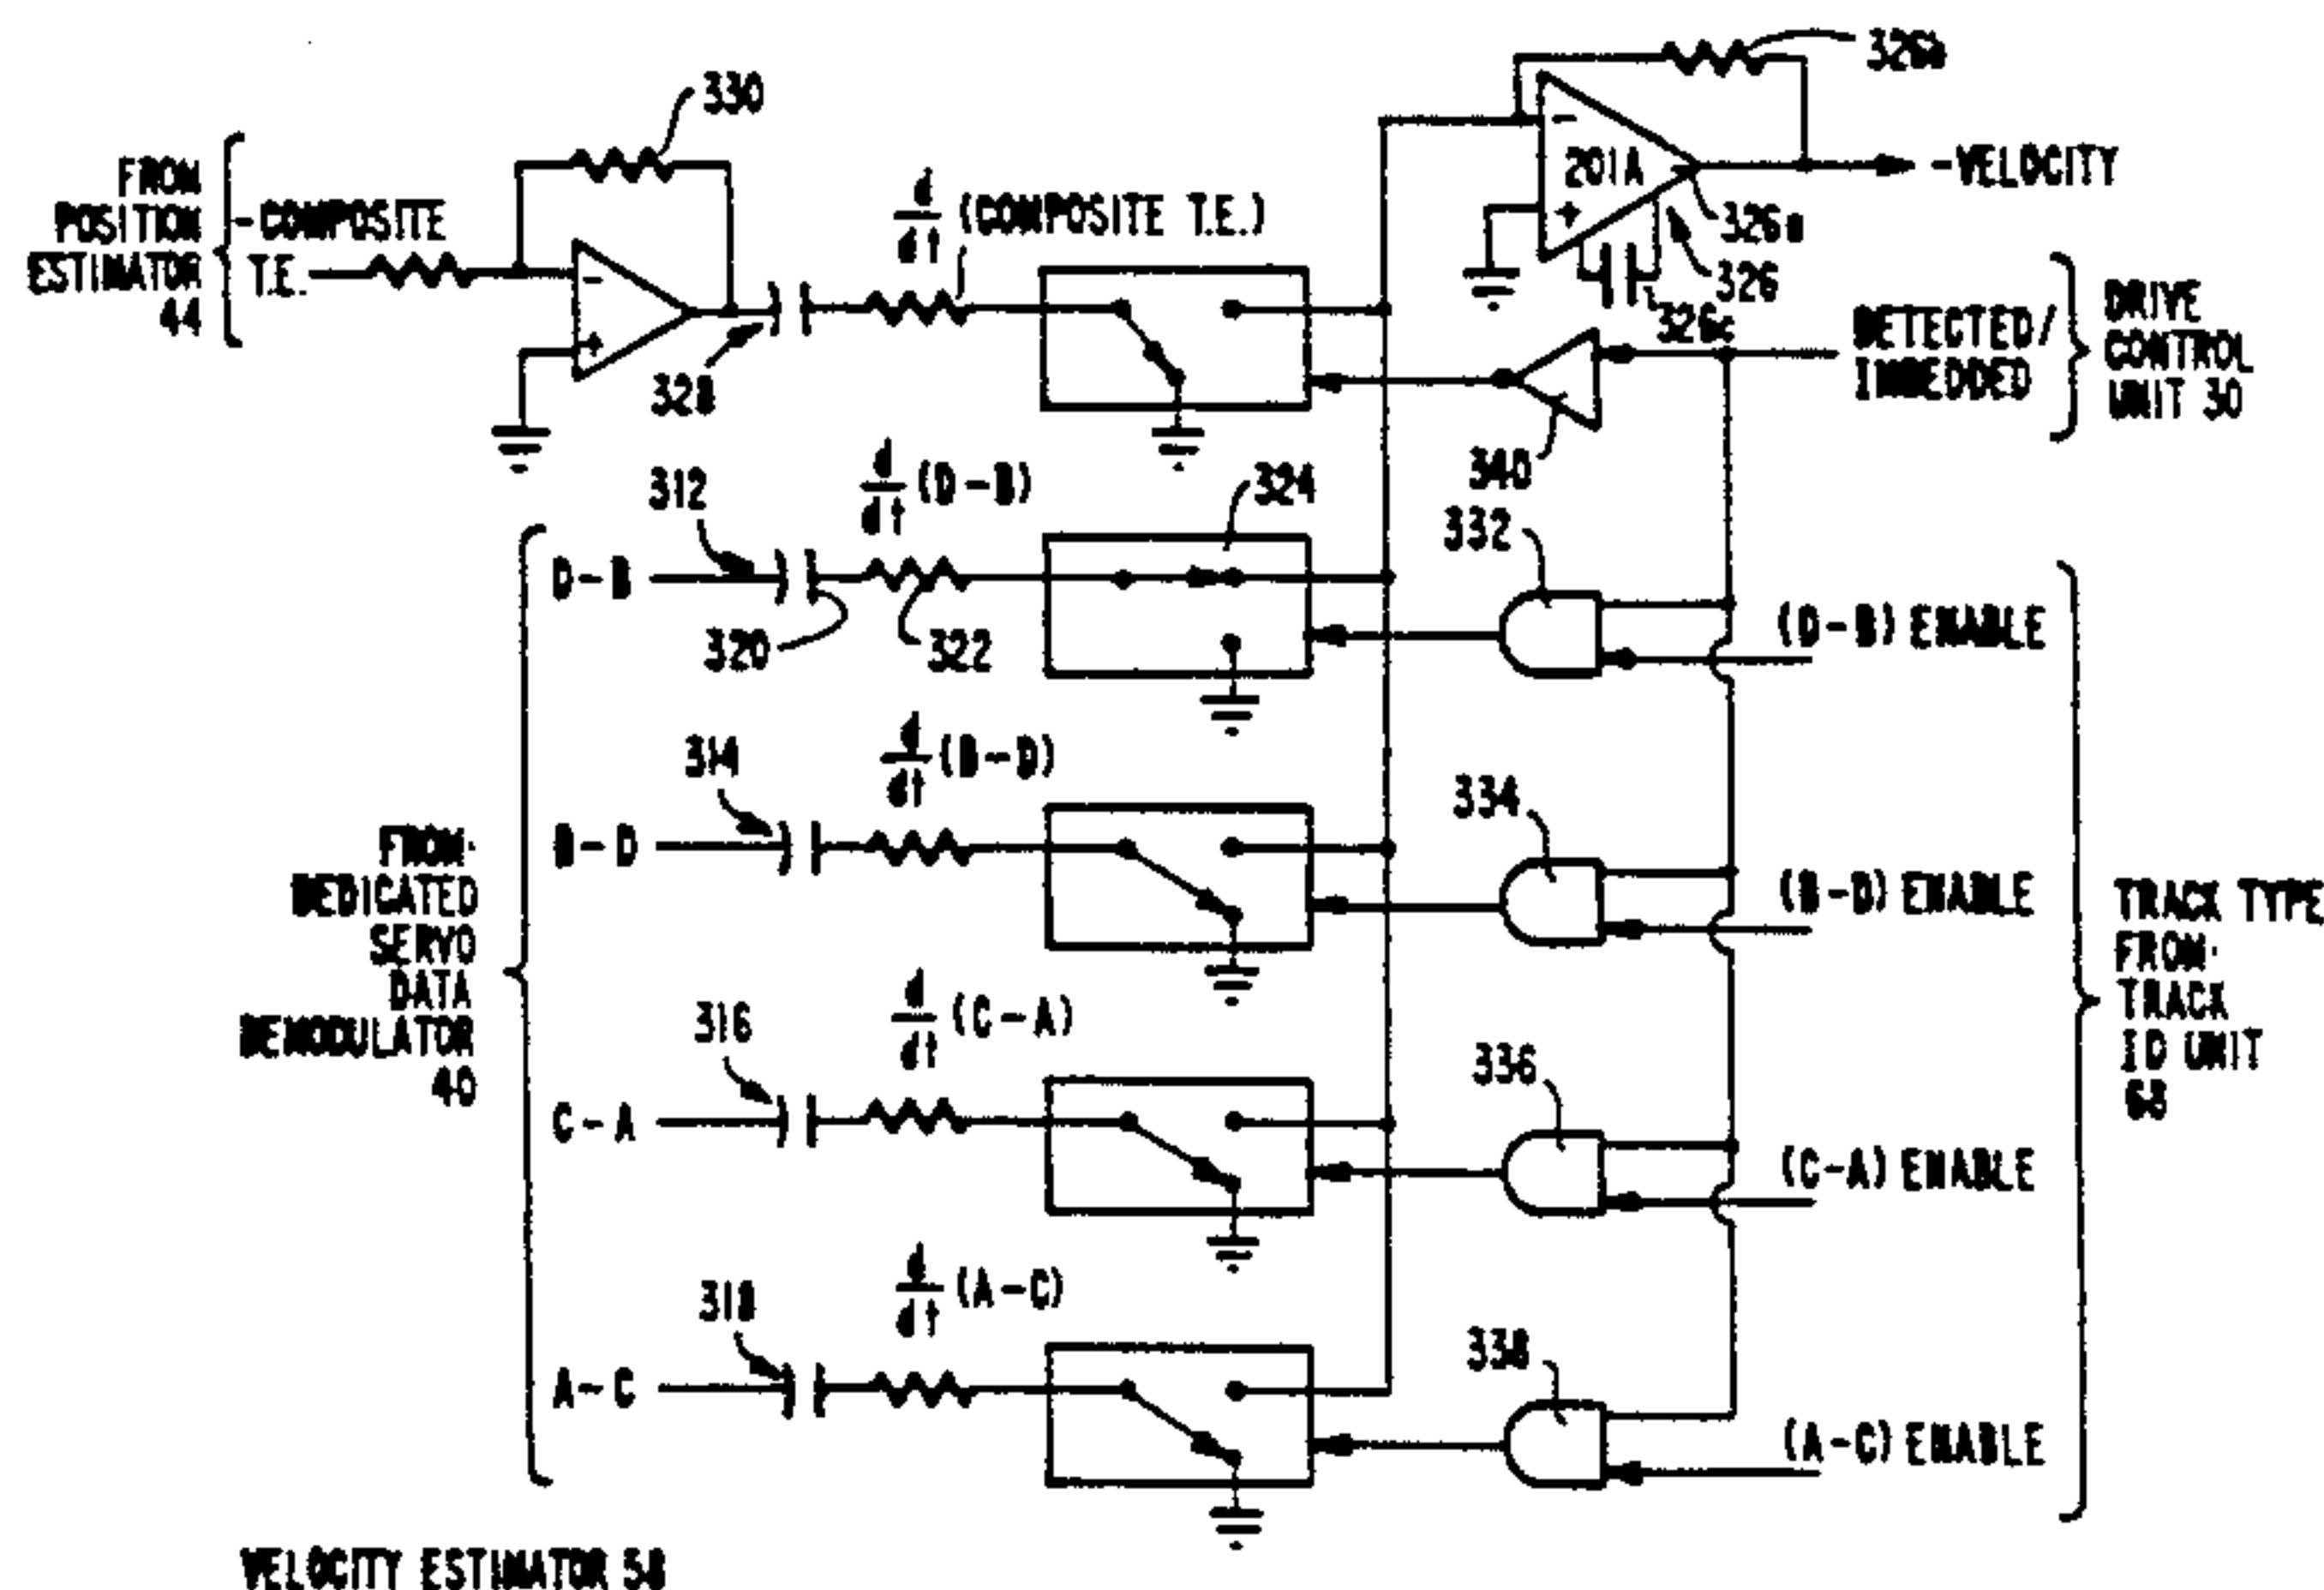 330
326b
FROM
POSITION
ESTIMATOR
44
-COMPOSITE
T.E.
d/dt (COMPOSITE T.E.)
-
+
328
-
201A
+
-VELOCITY
326a
326
326c
DETECTED/
IMBEDDED
DRIVE
CONTROL
UNIT 30
340
312
d/dt (D-B)
324
332
D-B
320
322
(D-B) ENABLE
314
d/dt (B-D)
334
B-D
(B-D) ENABLE
FROM
DEDICATED
SERVO
DATA
DEMODULATOR
40
TRACK TYPE
FROM
TRACK
ID UNIT
316
d/dt (C-A)
336
C-A
(C-A) ENABLE
318
d/dt (A-C)
338
A-C
(A-C) ENABLE
VELOCITY ESTIMATOR 58